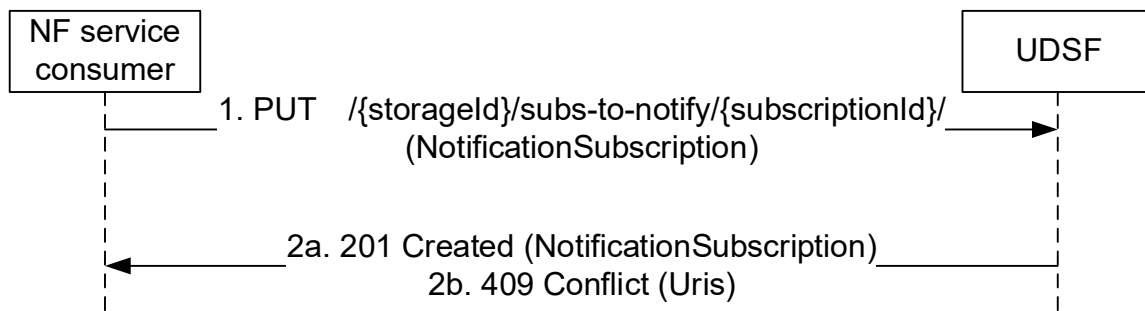 NF service
consumer
UDSF
1. PUT /{storageId}/subs-to-notify/{subscriptionId}/
(NotificationSubscription)
2a. 201 Created (NotificationSubscription)
2b. 409 Conflict (Uris)